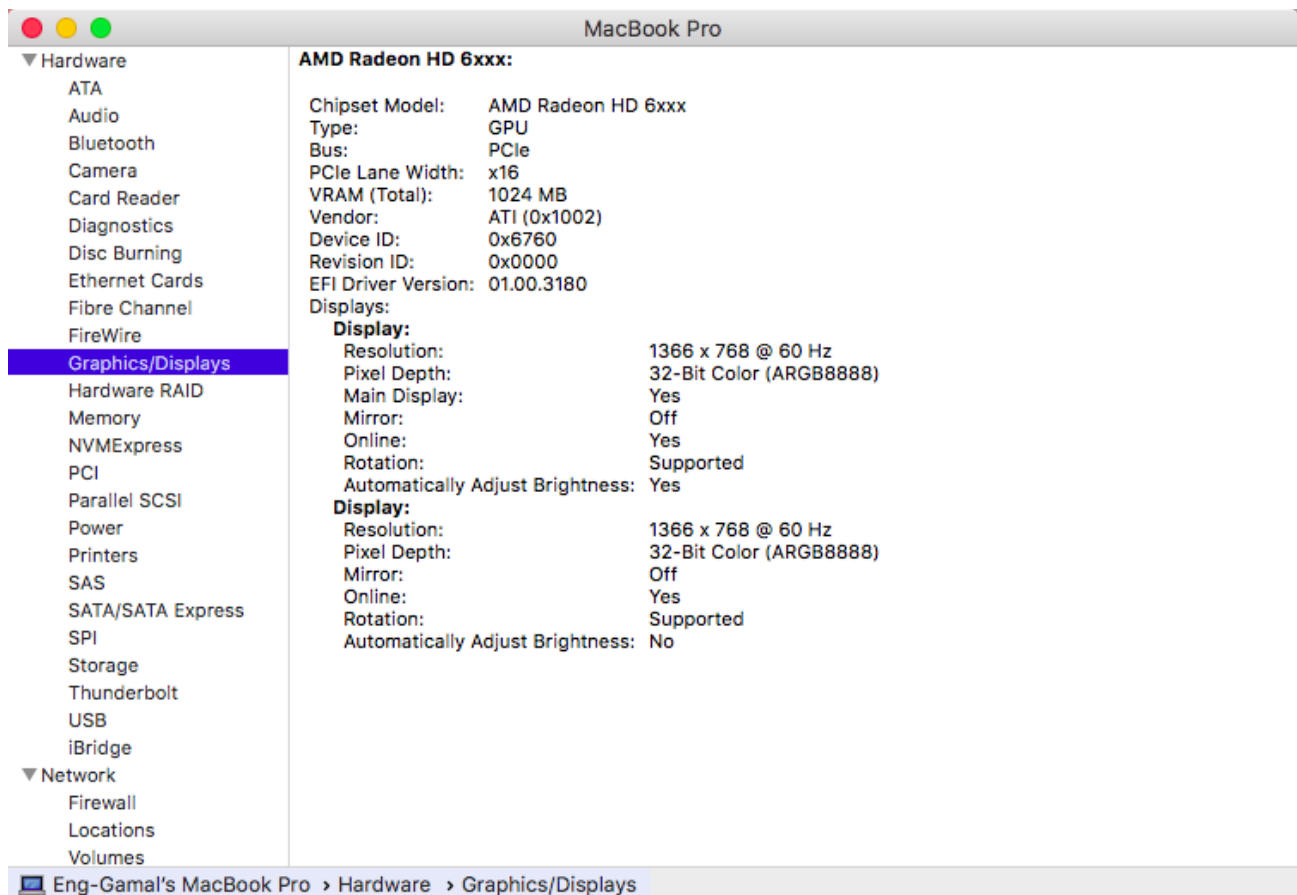 MacBook Pro
Hardware
ATA
Audio
Bluetooth
Camera
Card Reader
Diagnostics
Disc Burning
Ethernet Cards
Fibre Channel
FireWire
Graphics/Displays
Hardware RAID
Memory
NVMExpress
PCI
Parallel SCSI
Power
Printers
SAS
SATA/SATA Express
SPI
Storage
Thunderbolt
USB
iBridge
Network
Firewall
Locations
Volumes
AMD Radeon HD 6xxx:
Chipset Model: AMD Radeon HD 6xxx
Type: GPU
Bus: PCIe
PCIe Lane Width: x16
VRAM (Total): 1024 MB
Vendor: ATI (0x1002)
Device ID: 0x6760
Revision ID: 0x0000
EFI Driver Version: 01.00.3180
Displays:
Display:
Resolution: 1366 x 768 @ 60 Hz
Pixel Depth: 32-Bit Color (ARGB8888)
Main Display: Yes
Mirror: Off
Online: Yes
Rotation: Supported
Automatically Adjust Brightness: Yes
Display:
Resolution: 1366 x 768 @ 60 Hz
Pixel Depth: 32-Bit Color (ARGB8888)
Mirror: Off
Online: Yes
Rotation: Supported
Automatically Adjust Brightness: No
Eng-Gamal's MacBook Pro › Hardware › Graphics/Displays